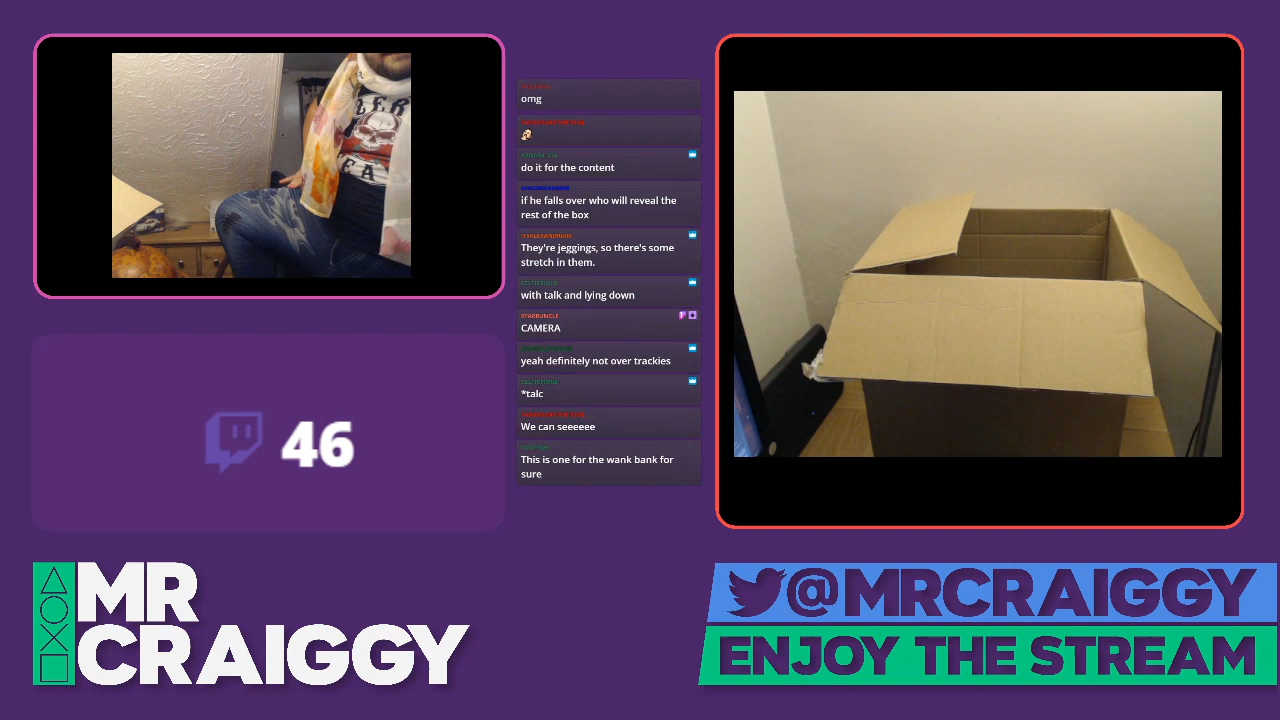 omg
do it for the content
if he falls over who will reveal the
rest of the box
They're jeggings, so there's some
stretch in them.
with talk and lying down
STARBUNCLE
CAMERA
yeah definitely not over trackies
*talc
We can seeeeee
This is one for the wank bank for
sure
46
MR
CRAIGGY
@MRCRAIGGY
ENJOY THE STREAM